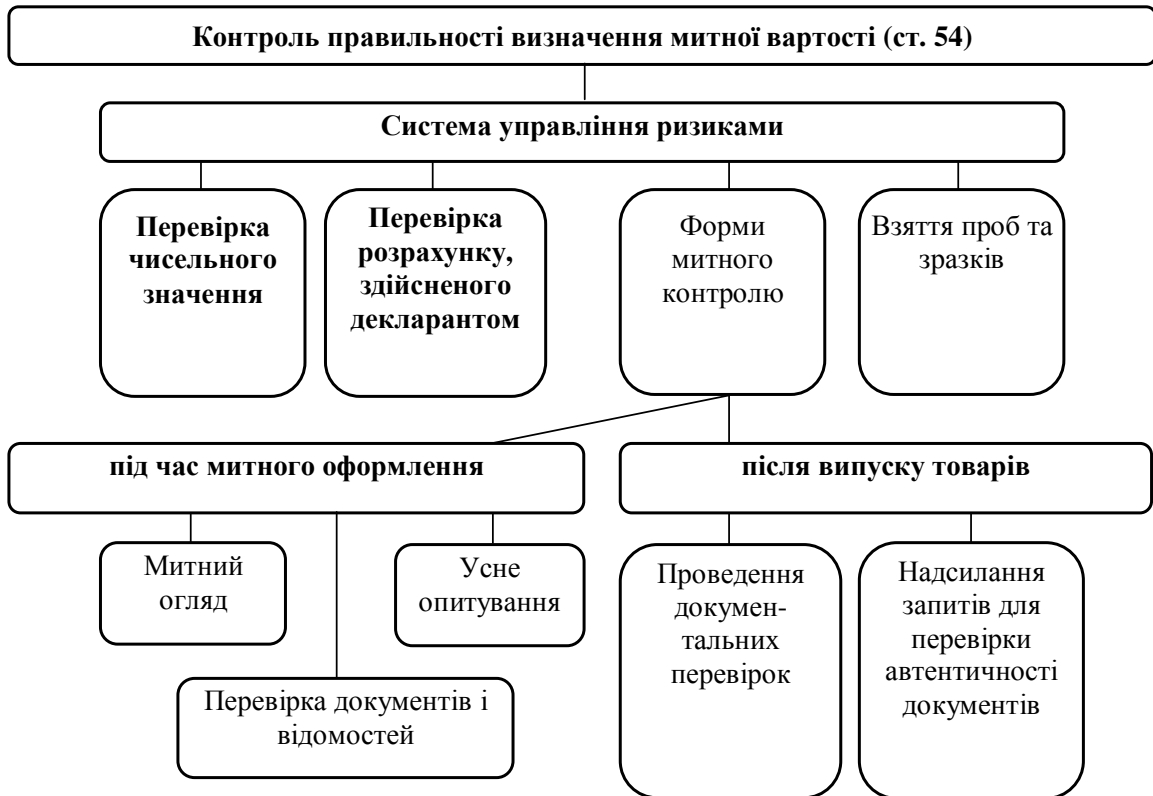 Контроль правильності визначення митної вартості (ст. 54)
Система управління ризиками
Перевірка
чисельного
значення
Перевірка
розрахунку,
здійсненого
декларантом
Форми
митного
контролю
Взяття проб та
зразків
під час митного оформлення
після випуску товарів
Митний
огляд
Усне
опитування
Перевірка документів і
відомостей
Проведення
докумен-
тальних
перевірок
Надсилання
запитів для
перевірки
автентичності
документів